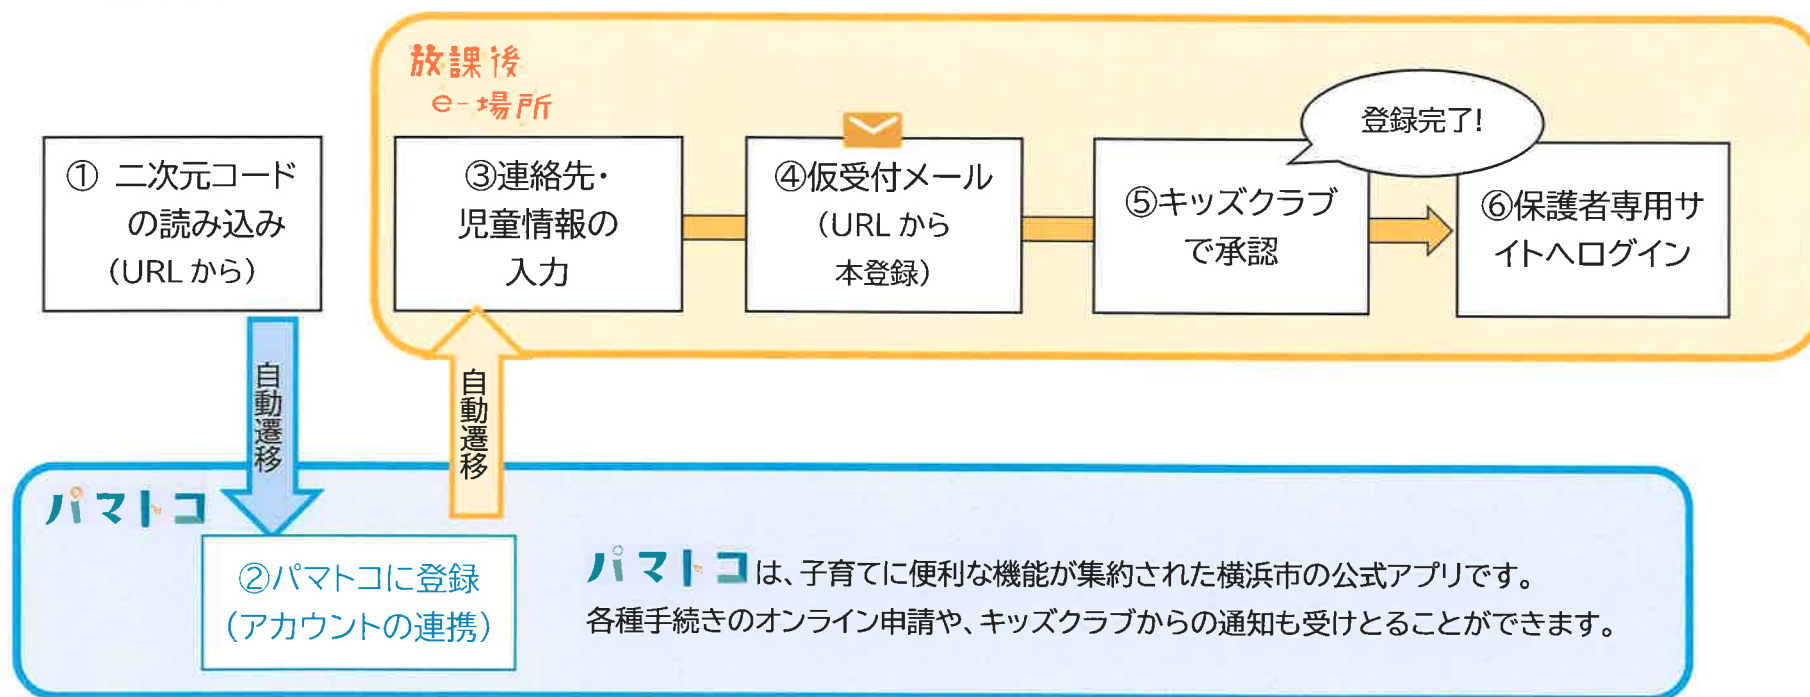 放課後
e-場所
① 二次元コード
の読み込み
（URLから）
自動遷移
パマトコ
②パマトコに登録
（アカウントの連携）
自動遷移
③連絡先・
児童情報の
入力
④仮受付メール
（URLから
本登録）
⑤キッズクラブ
で承認
登録完了!
⑥保護者専用サ
イトへログイン
パマトコは、子育てに便利な機能が集約された横浜市の公式アプリです。
各種手続きのオンライン申請や、キッズクラブからの通知も受けとることができます。